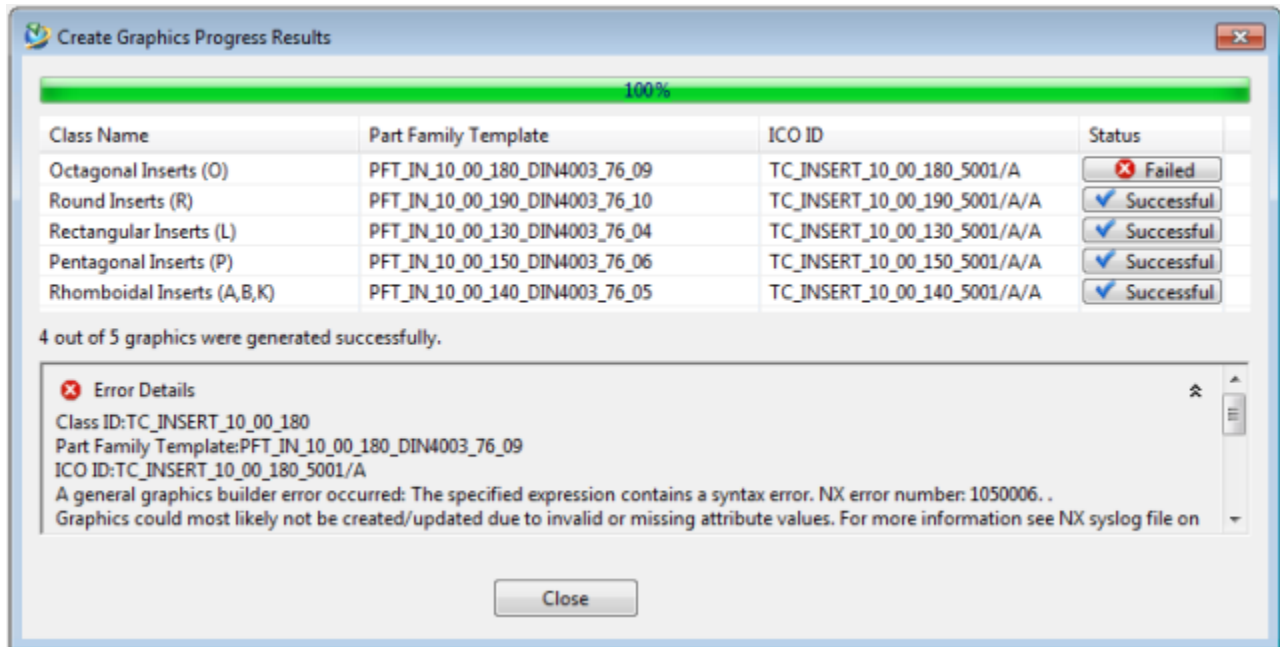 Create Graphics Progress Results
100%
Class Name Part Family Template ICO ID Status
Octagonal Inserts (O) PFT_IN_10_00_180_DIN4003_76_09 TC_INSERT_10_00_180_5001/A Failed
Round Inserts (R) PFT_IN_10_00_190_DIN4003_76_10 TC_INSERT_10_00_190_5001/A/A Successful
Rectangular Inserts (L) PFT_IN_10_00_130_DIN4003_76_04 TC_INSERT_10_00_130_5001/A/A Successful
Pentagonal Inserts (P) PFT_IN_10_00_150_DIN4003_76_06 TC_INSERT_10_00_150_5001/A/A Successful
Rhomboidal Inserts (A,B,K) PFT_IN_10_00_140_DIN4003_76_05 TC_INSERT_10_00_140_5001/A/A Successful
4 out of 5 graphics were generated successfully.
Error Details
Class ID:TC_INSERT_10_00_180
Part Family Template:PFT_IN_10_00_180_DIN4003_76_09
ICO ID:TC_INSERT_10_00_180_5001/A
A general graphics builder error occurred: The specified expression contains a syntax error. NX error number: 1050006. .
Graphics could most likely not be created/updated due to invalid or missing attribute values. For more information see NX syslog file on
Close